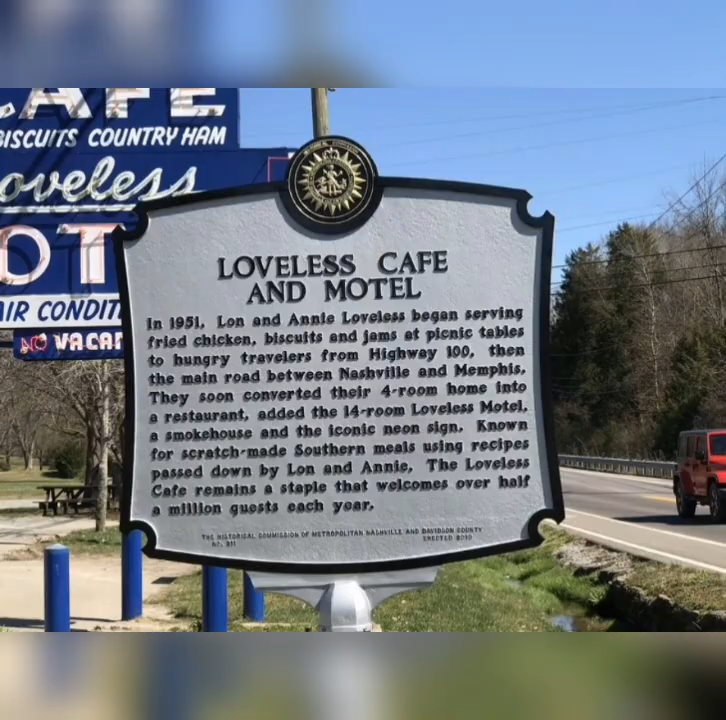 CAFE
BISCUITS COUNTRY HAM
oveless
OT
AIR CONDIT
NO VACAN
LOVELESS CAFE
AND MOTEL
In 1951, Lon and Annie Loveless began serving
fried chicken, biscuits and jams at picnic tables
to hungry travelers from Highway 100, then
the main road between Nashville and Memphis.
They soon converted their 4-room home into
a restaurant, added the 14-room Loveless Motel,
a smokehouse and the iconic neon sign. Known
for scratch-made Southern meals using recipes
passed down by Lon and Annie, The Loveless
Cafe remains a staple that welcomes over half
a million guests each year.
THE HISTORICAL COMMISSION OF METROPOLITAN NASHVILLE AND DAVIDSON COUNTY
NO. 211 ERECTED 2020